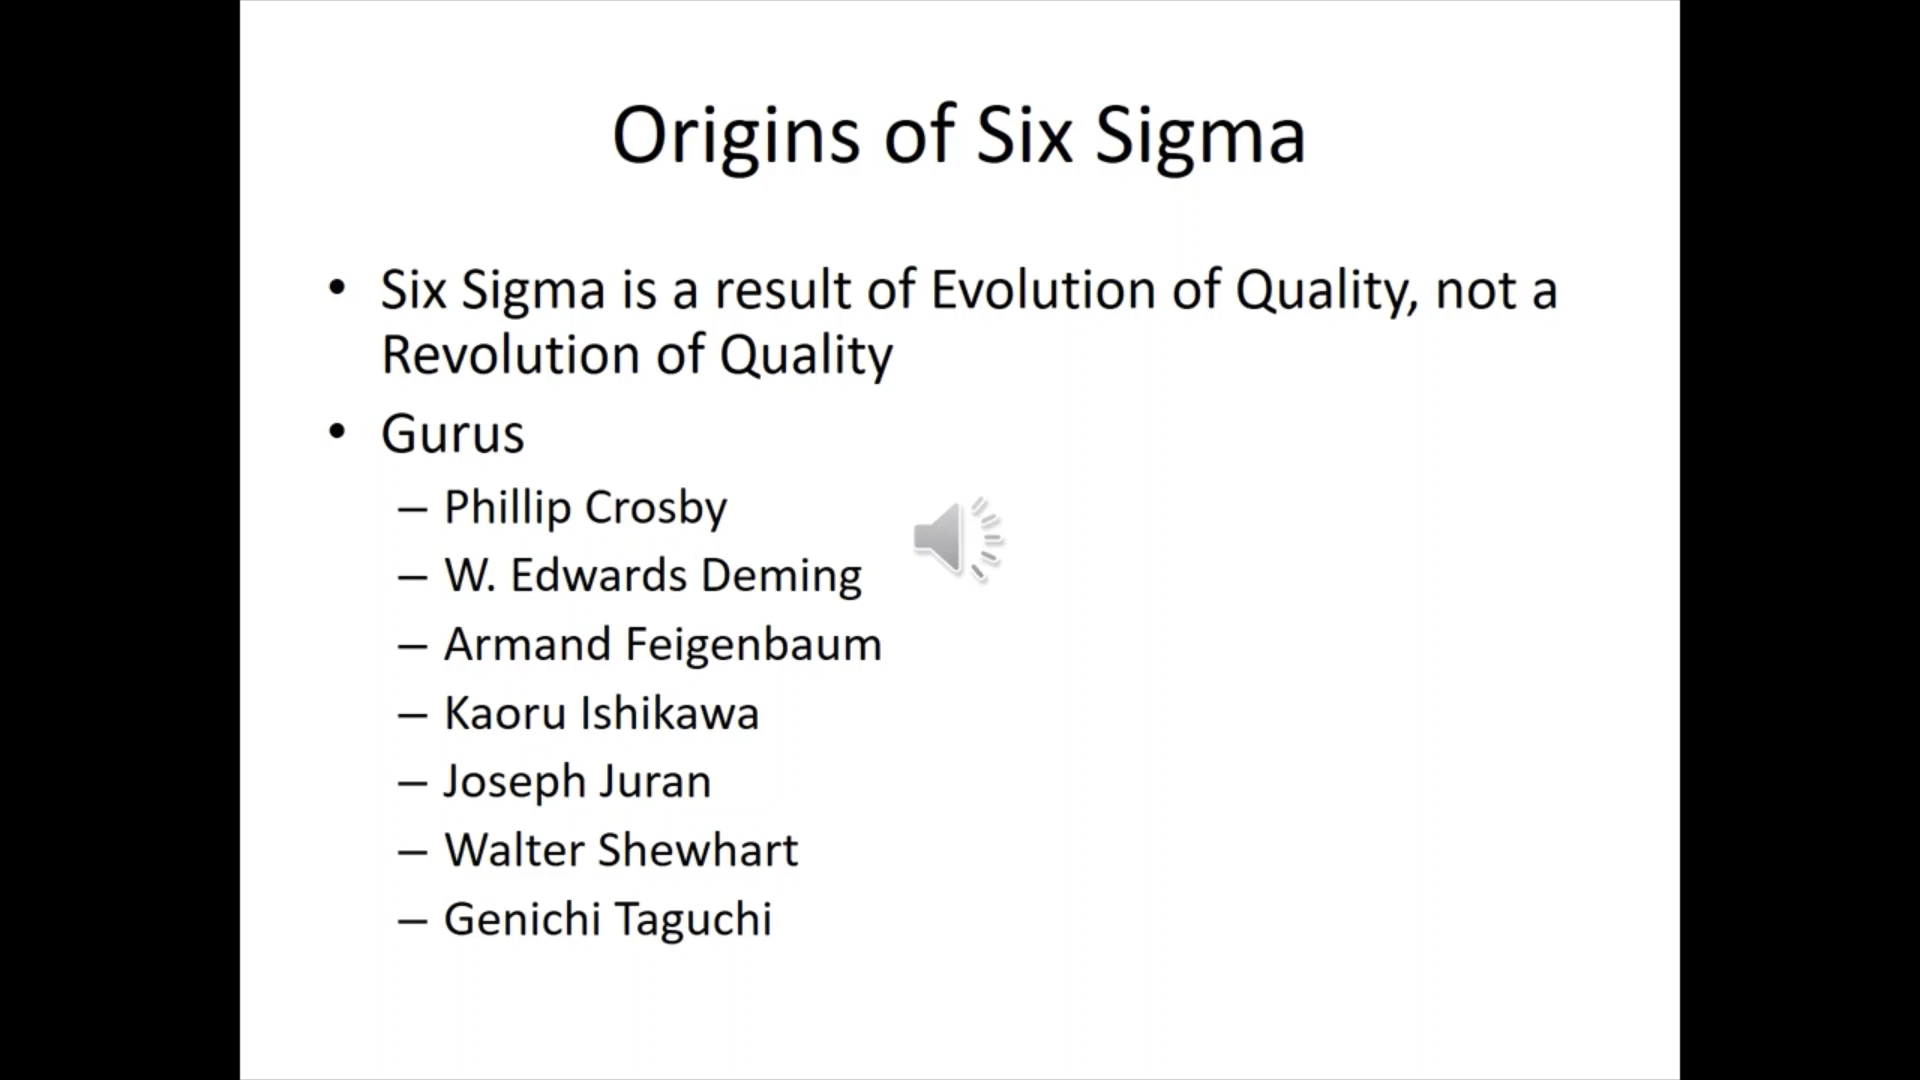 Origins of Six Sigma
• Six Sigma is a result of Evolution of Quality, not a
Revolution of Quality
• Gurus
– Phillip Crosby
– W. Edwards Deming
– Armand Feigenbaum
– Kaoru Ishikawa
– Joseph Juran
– Walter Shewhart
– Genichi Taguchi